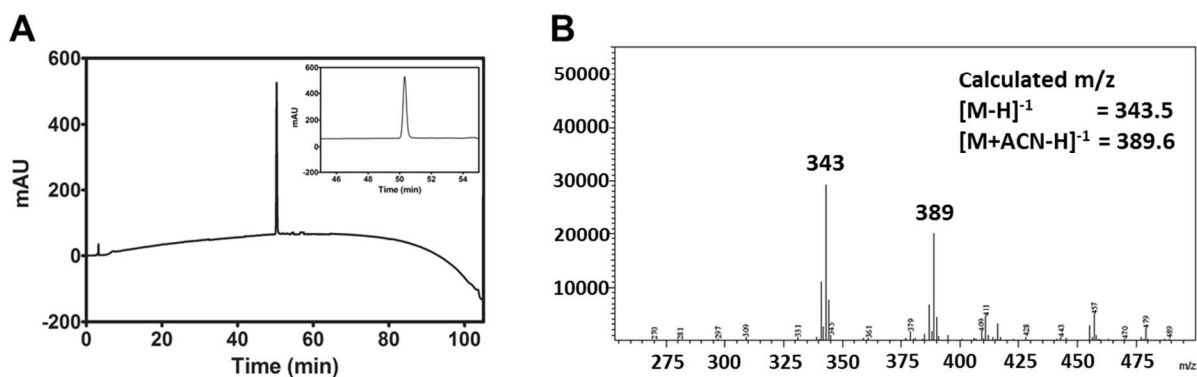 A
600
400
200
0
-200
mAU
0 20 40 60 80 100
Time (min)
600
400
200
0
-200
mAU
46 48 50 52 54
Time (min)
B
50000
40000
30000
20000
10000
Calculated m/z
[M-H]-1 = 343.5
[M+ACN-H]-1 = 389.6
343
389
270 281 297 309 331 345 361 379 409 411 428 443 457 470 479 489
275 300 325 350 375 400 425 450 475 m/z